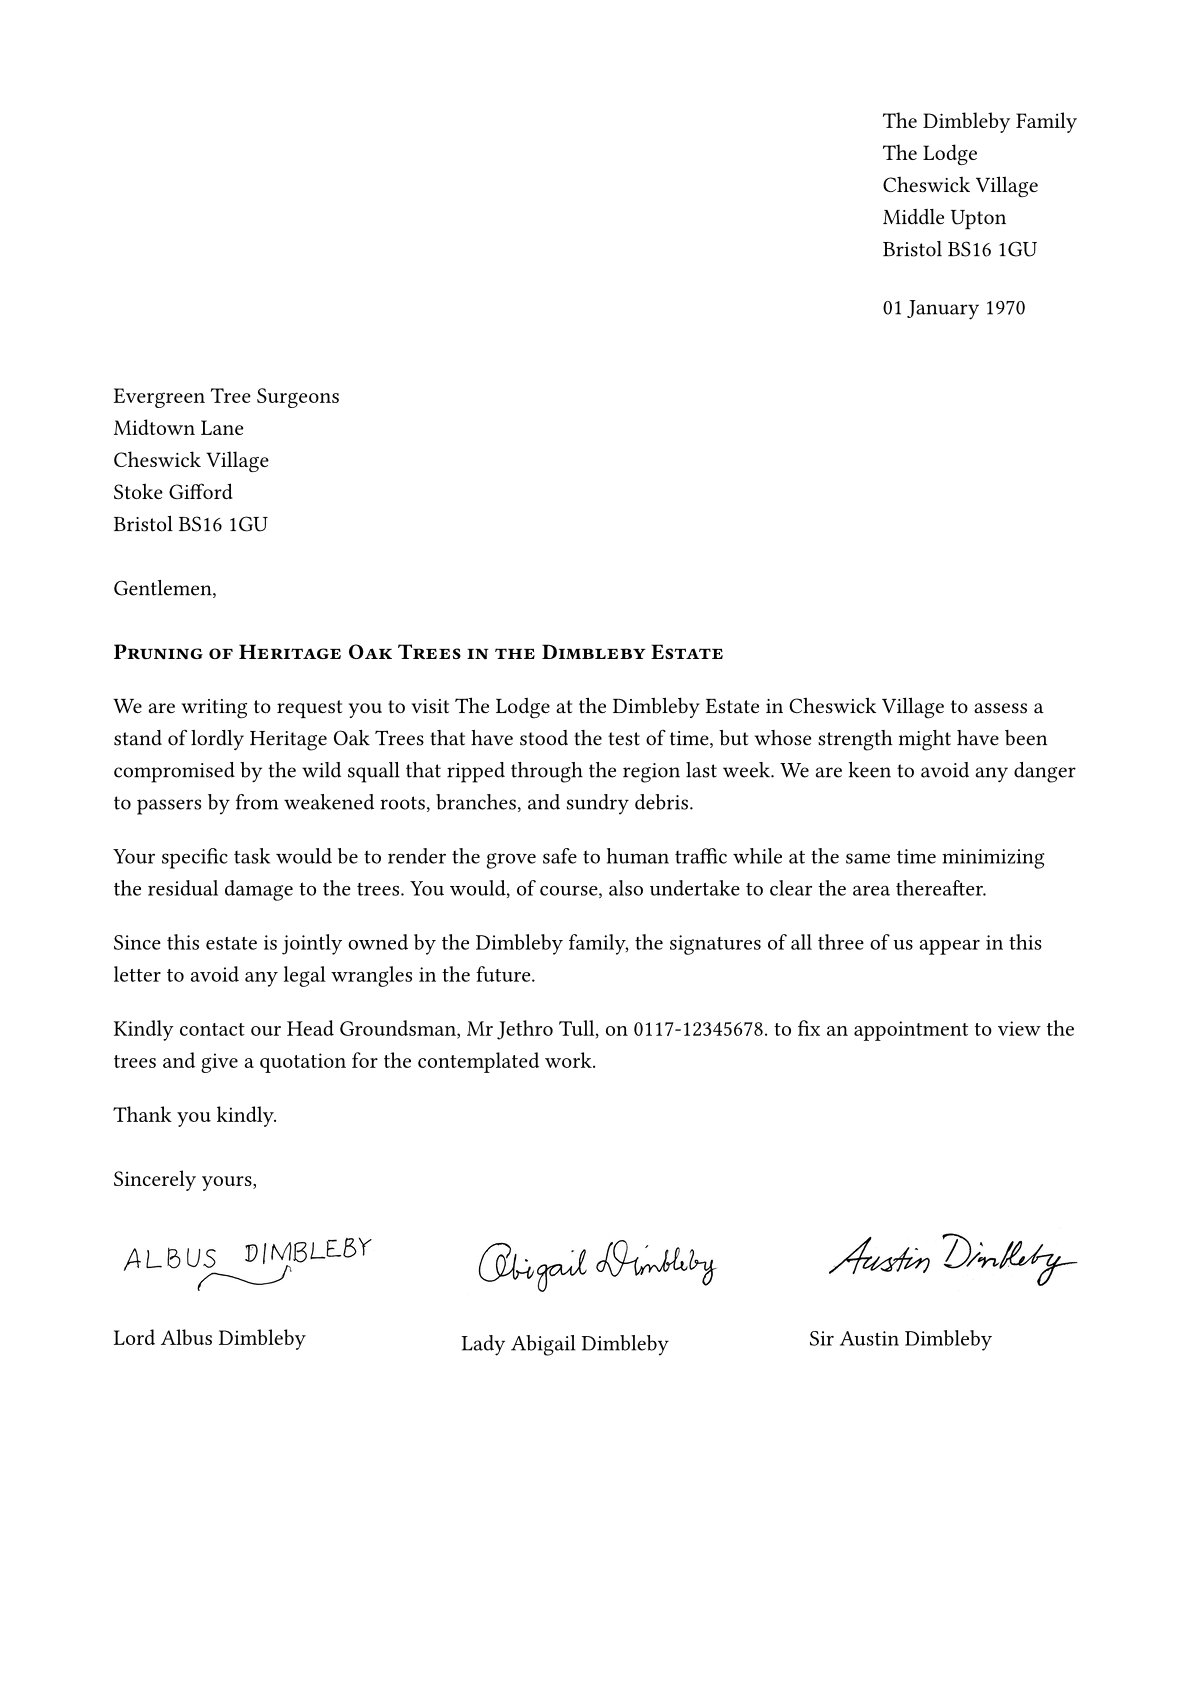 The Dimbleby Family
The Lodge
Cheswick Village
Middle Upton
Bristol BS16 1GU
01 January 1970
Evergreen Tree Surgeons
Midtown Lane
Cheswick Village
Stoke Gifford
Bristol BS16 1GU
Gentlemen,
Pruning of Heritage Oak Trees in the Dimbleby Estate
We are writing to request you to visit The Lodge at the Dimbleby Estate in Cheswick Village to assess a
stand of lordly Heritage Oak Trees that have stood the test of time, but whose strength might have been
compromised by the wild squall that ripped through the region last week. We are keen to avoid any danger
to passers by from weakened roots, branches, and sundry debris.
Your specific task would be to render the grove safe to human traffic while at the same time minimizing
the residual damage to the trees. You would, of course, also undertake to clear the area thereafter.
Since this estate is jointly owned by the Dimbleby family, the signatures of all three of us appear in this
letter to avoid any legal wrangles in the future.
Kindly contact our Head Groundsman, Mr Jethro Tull, on 0117-12345678. to fix an appointment to view the
trees and give a quotation for the contemplated work.
Thank you kindly.
Sincerely yours,
ALBUS DIMBLEBY
Abigail Dimbleby
Austin Dimbleby
Lord Albus Dimbleby
Lady Abigail Dimbleby
Sir Austin Dimbleby